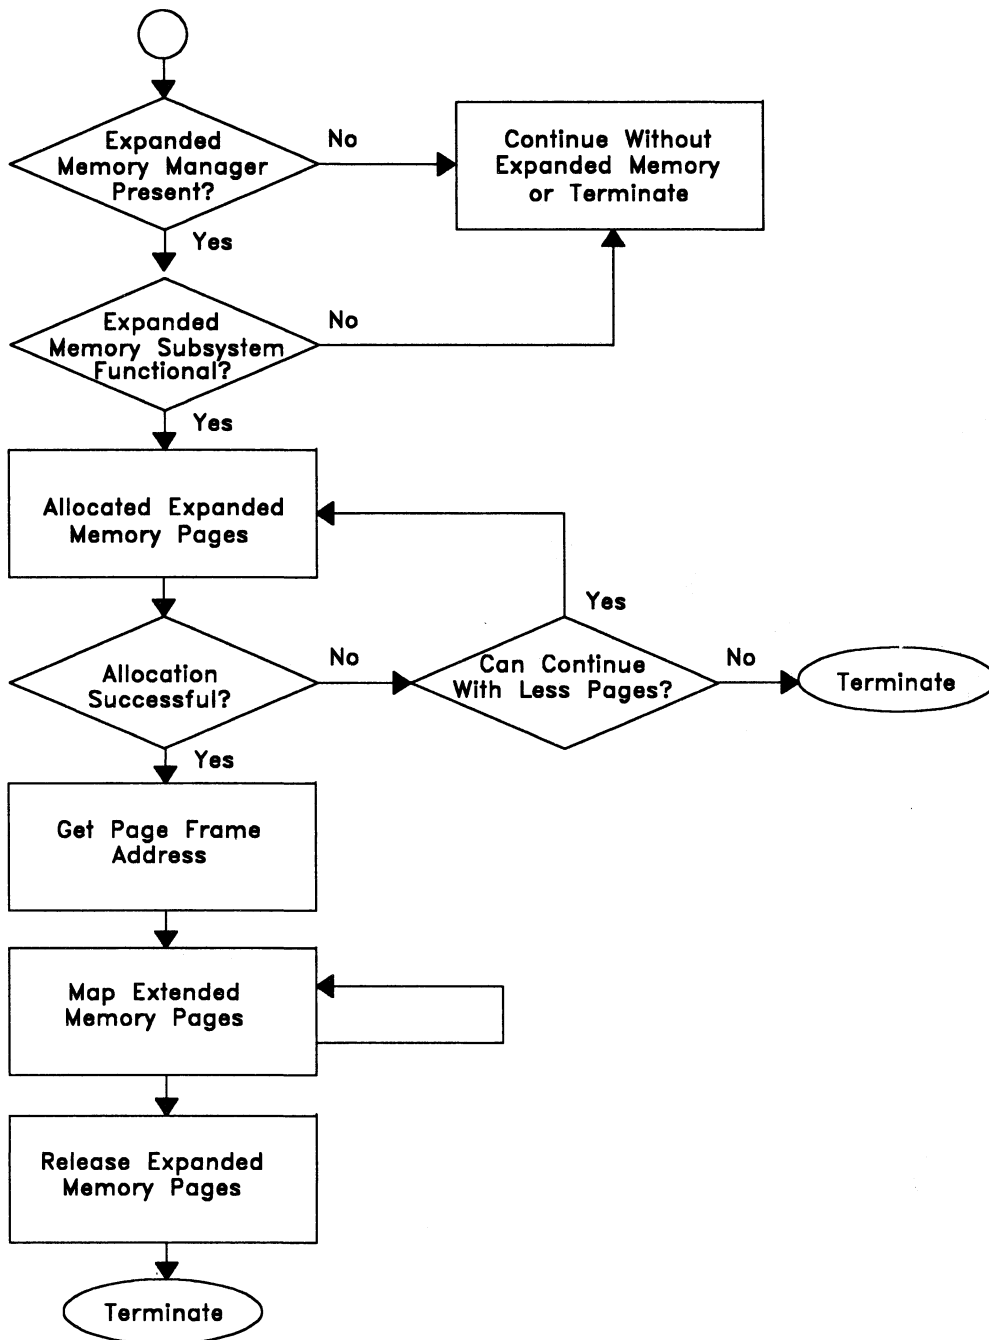 Expanded
Memory Manager
Present?
No
Continue Without
Expanded Memory
or Terminate
Yes
Expanded
Memory Subsystem
Functional?
No
Yes
Allocated Expanded
Memory Pages
Yes
Allocation
Successful?
No
Can Continue
With Less Pages?
No
Terminate
Yes
Get Page Frame
Address
Map Extended
Memory Pages
Release Expanded
Memory Pages
Terminate